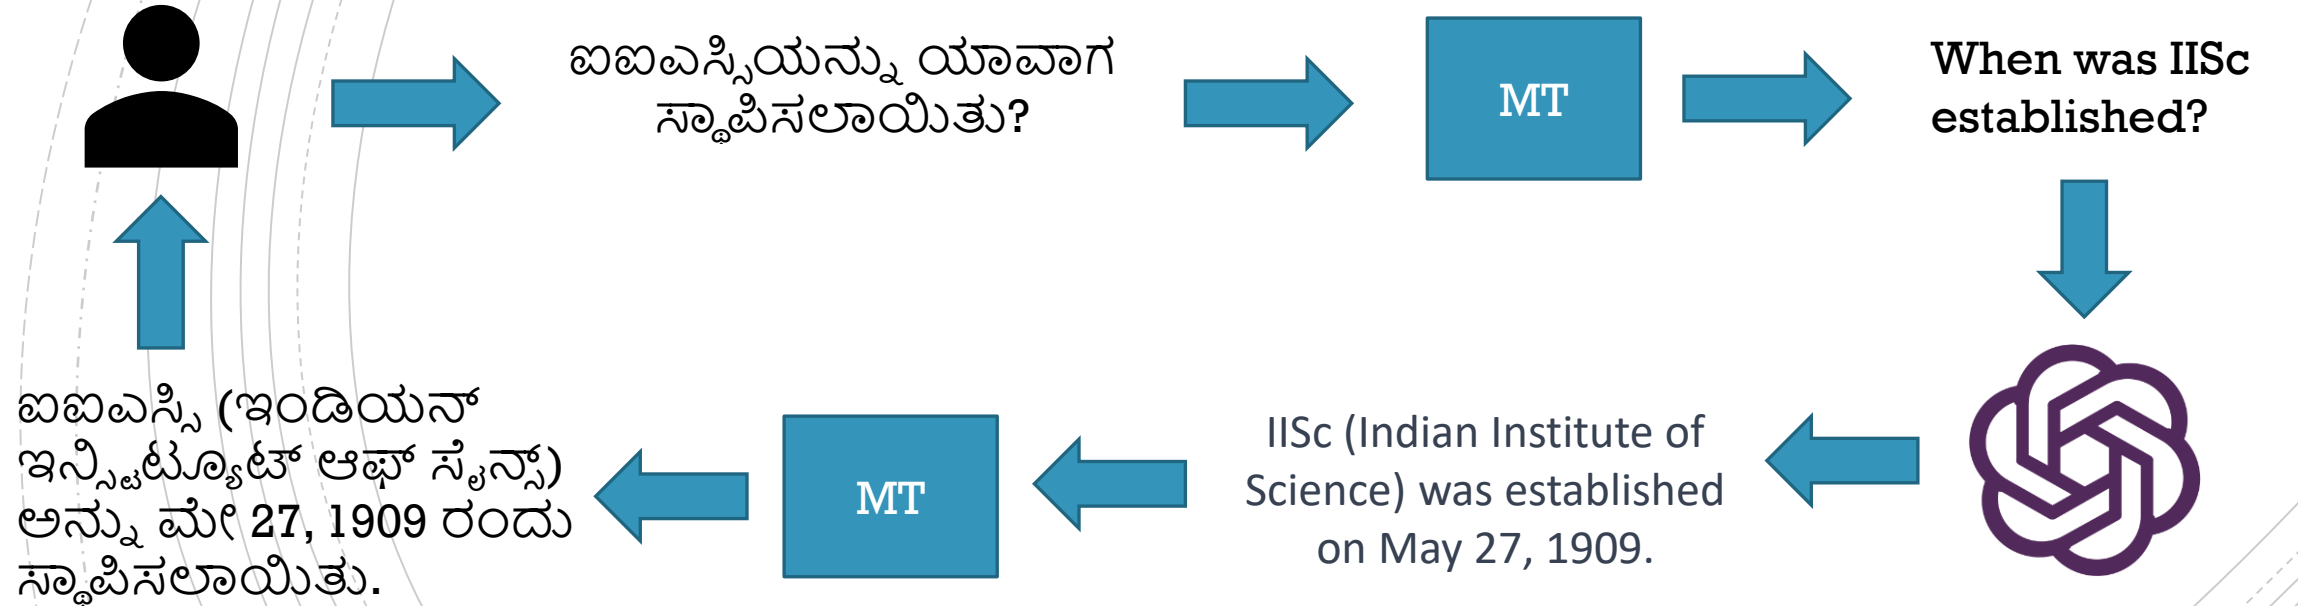 ಐಐಎಸ್ಸಿಯನ್ನು ಯಾವಾಗ
ಸ್ಥಾಪಿಸಲಾಯಿತು?
MT
When was IISc
established?
IISc (Indian Institute of
Science) was established
on May 27, 1909.
MT
ಐಐಎಸ್ಸಿ (ಇಂಡಿಯನ್
ಇನ್ಸ್ಟಿಟ್ಯೂಟ್ ಆಫ್ ಸೈನ್ಸ್)
ಅನ್ನು ಮೇ 27, 1909 ರಂದು
ಸ್ಥಾಪಿಸಲಾಯಿತು.